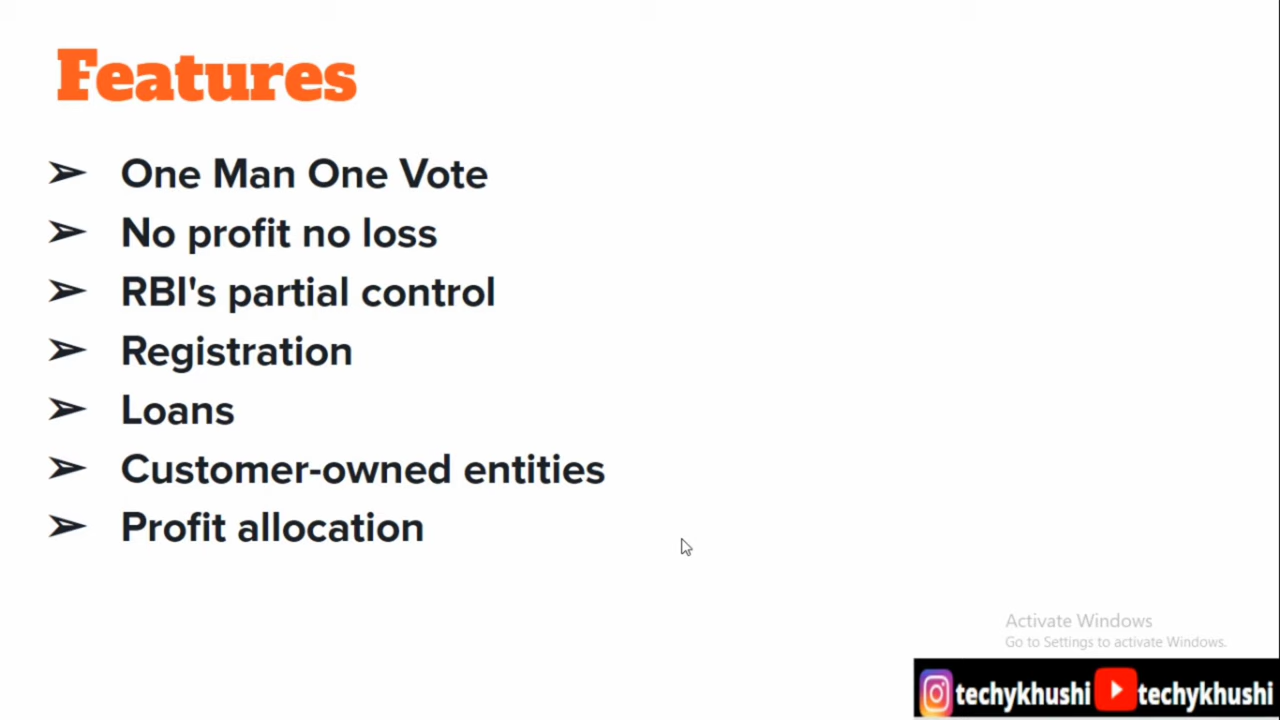 Features
➢ One Man One Vote
➢ No profit no loss
➢ RBI's partial control
➢ Registration
➢ Loans
➢ Customer-owned entities
➢ Profit allocation
Activate Windows
Go to Settings to activate Windows.
techykhushi techykhushi